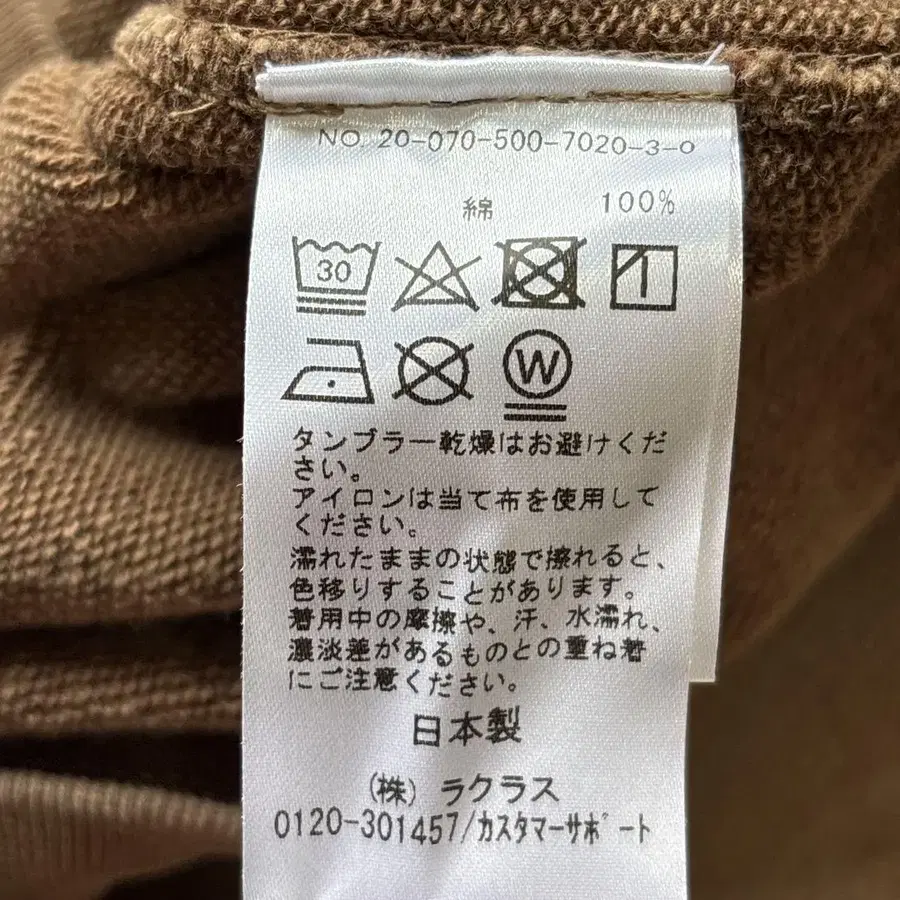 NO. 20-070-500-7020-3-0
綿 100%
30
W
タンブラー乾燥はお避けくだ
さい。
アイロンは当て布を使用して
ください。
濡れたままの状態で擦れると、
色移りすることがあります。
着用中の摩擦や、汗、水濡れ、
濃淡差があるものとの重ね着
にご注意ください。
日本製
(株) ラクラス
0120-301457/カスタマーサポート